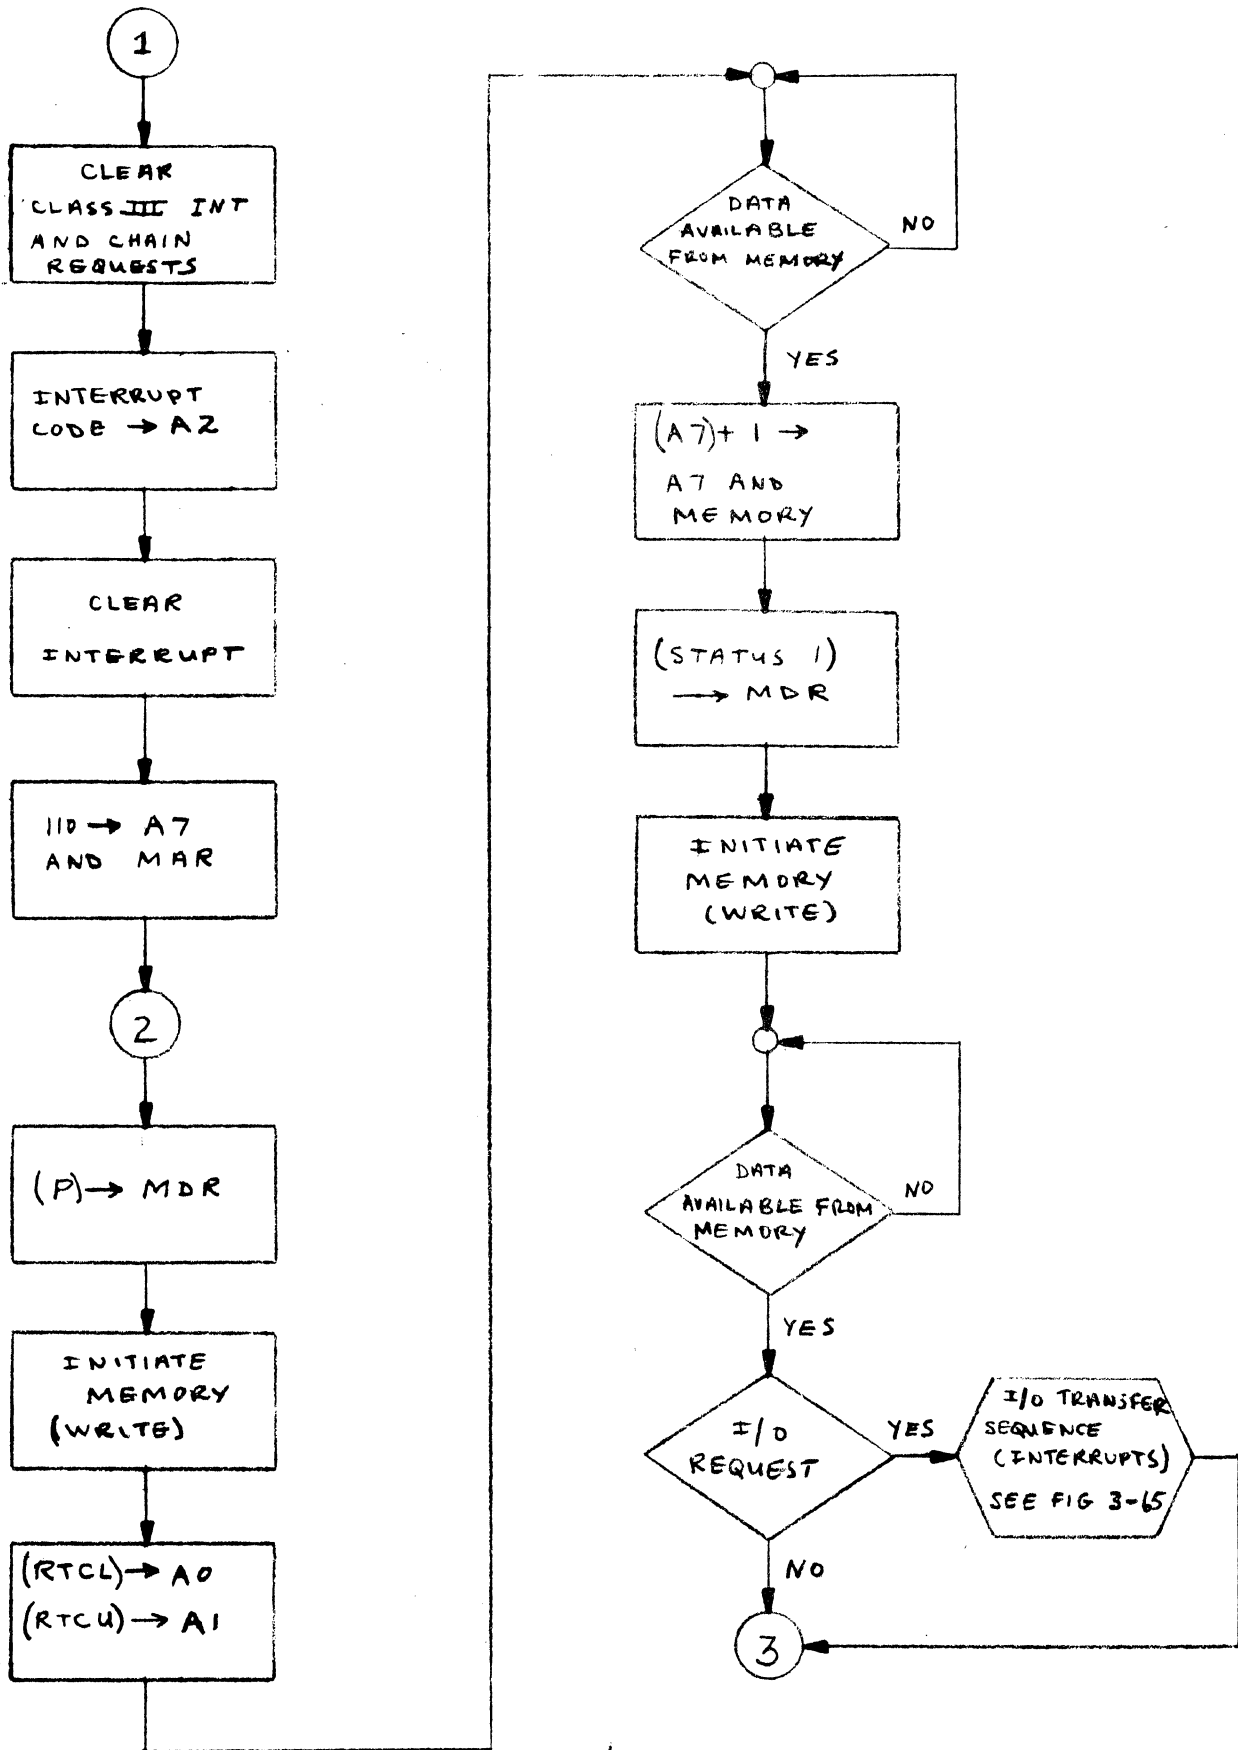 1
CLEAR
CLASS III INT
AND CHAIN
REQUESTS
INTERRUPT
CODE → A2
CLEAR
INTERRUPT
110 → A7
AND MAR
2
(P) → MDR
INITIATE
MEMORY
(WRITE)
(RTCL) → A0
(RTCU) → A1
DATA
AVAILABLE
FROM MEMORY
NO
YES
(A7) + 1 →
A7 AND
MEMORY
(STATUS 1)
→ MDR
INITIATE
MEMORY
(WRITE)
DATA
AVAILABLE FROM
MEMORY
NO
YES
I/O
REQUEST
YES
I/O TRANSFER
SEQUENCE
(INTERRUPTS)
SEE FIG 3-65
NO
3